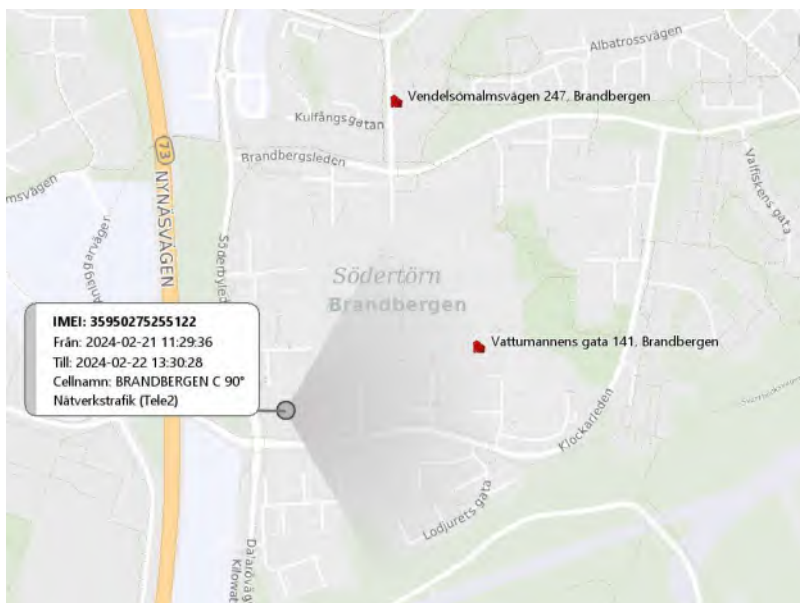 Albatrossvägen
Vendelsömalmsvägen 247, Brandbergen
Kulfångsgatan
73
Brandbergsleden
Valfiskens gata
msvägen
NYNÄSVÄGEN
Södertörn
Brandbergen
IMEI: 35950275255122
Från: 2024-02-21 11:29:36
Till: 2024-02-22 13:30:28
Cellnamn: BRANDBERGEN C 90°
Nätverkstrafik (Tele2)
Vattumannens gata 141, Brandbergen
Klockarleden
Lodjurets gata